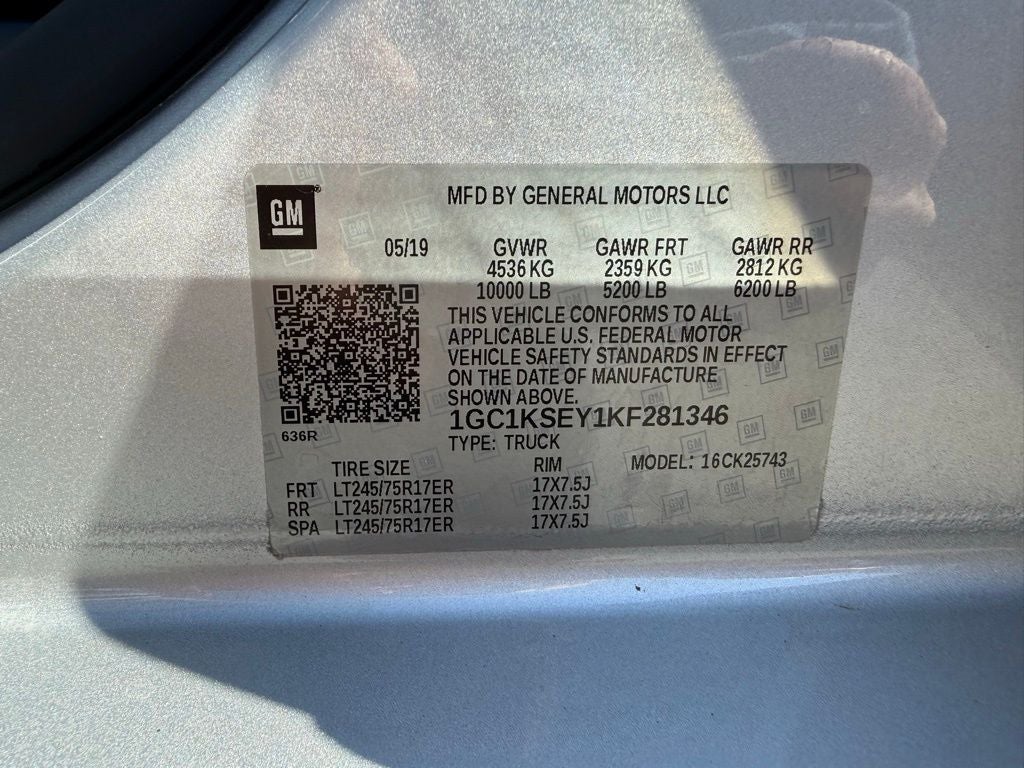 GM
MFD BY GENERAL MOTORS LLC
05/19 GVWR GAWR FRT GAWR RR
4536 KG 2359 KG 2812 KG
10000 LB 5200 LB 6200 LB
THIS VEHICLE CONFORMS TO ALL
APPLICABLE U.S. FEDERAL MOTOR
VEHICLE SAFETY STANDARDS IN EFFECT
ON THE DATE OF MANUFACTURE
SHOWN ABOVE.
1GC1KSEY1KF281346
636R
TYPE: TRUCK
TIRE SIZE RIM MODEL: 16CK25743
FRT LT245/75R17ER 17X7.5J
RR LT245/75R17ER 17X7.5J
SPA LT245/75R17ER 17X7.5J